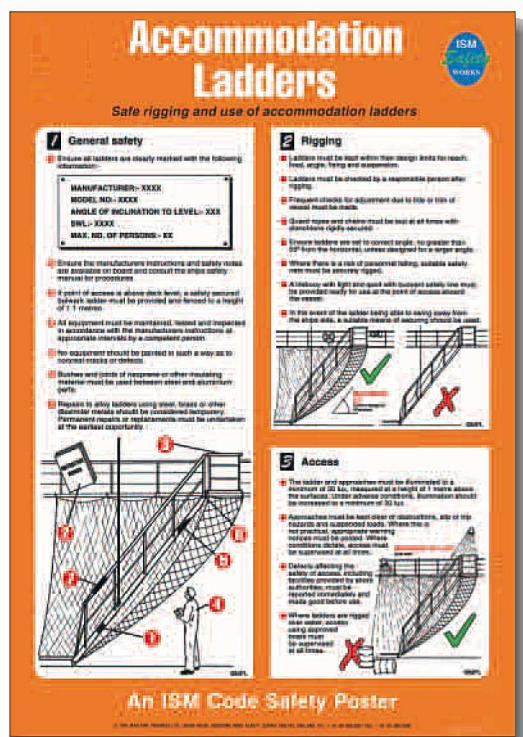 Accommodation
Ladders
ISM
Safety
WORKS
Safe rigging and use of accommodation ladders
1 General safety
Ensure all ladders are clearly marked with the following
information:-
MANUFACTURER:- XXXX
MODEL NO:- XXXX
ANGLE OF INCLINATION TO LEVEL:- XXX
SWL:- XXXX
MAX. NO. OF PERSONS:- XX
Ensure the manufacturers instructions and safety notes
are available on board and consult the ships safety
manual for procedures
If point of access is above deck level, a safely secured
bulwark ladder must be provided and fenced to a height
of 1.1 metres
All equipment must be maintained, tested and inspected
in accordance with the manufacturers instructions at
appropriate intervals by a competent person.
No equipment should be painted in such a way as to
conceal cracks or defects.
Bushes and joints of neoprene or other insulating
material must be used between steel and aluminium
parts.
Repairs to alloy ladders using steel, brass or other
dissimilar metals should be considered temporary.
Permanent repairs or replacements must be undertaken
at the earliest opportunity.
2 Rigging
Ladders must be kept within their design limits for reach,
load, angle, fixing and suspension.
Ladders must be checked by a responsible person after
rigging.
Frequent checks for adjustment due to tide or trim of
vessel must be made.
Guard ropes and chains must be taut at all times with
stanchions rigidly secured.
Ensure ladders are set to correct angle, no greater than
55° from the horizontal, unless designed for a larger angle.
Where there is a risk of personnel falling, suitable safety
nets must be securely rigged.
A lifebuoy with light and quoit with buoyant safety line must
be provided ready for use at the point of access aboard
the vessel.
In the event of the ladder being able to swing away from
the ships side, a suitable means of securing should be used.
3 Access
The ladder and approaches must be illuminated to a
minimum of 20 lux, measured at a height of 1 metre above
the surfaces. Under adverse conditions, illumination should
be increased to a minimum of 30 lux.
Approaches must be kept clear of obstructions, slip or trip
hazards and suspended loads. Where this is
not practical, appropriate warning
notices must be posted. Where
conditions dictate, access must
be supervised at all times.
Defects affecting the
safety of access, including
facilities provided by shore
authorities, must be
reported immediately and
made good before use.
Where ladders are rigged
over water, access
using approved
routes must
be supervised
at all times.
An ISM Code Safety Poster